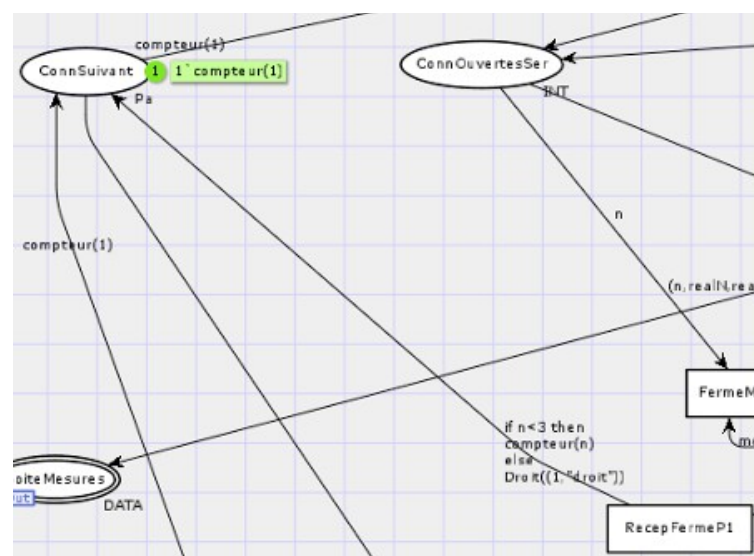 compteur(1)
ConnSuivant
1
1`compteur(1)
Pa
ConnOuvertesSer
INT
n
compteur(1)
(n,realN,rea
FermeM
if n<3 then
compteur(n)
else
Droit((1,"droit"))
oiteMesures
ut
DATA
RecepFermeP1